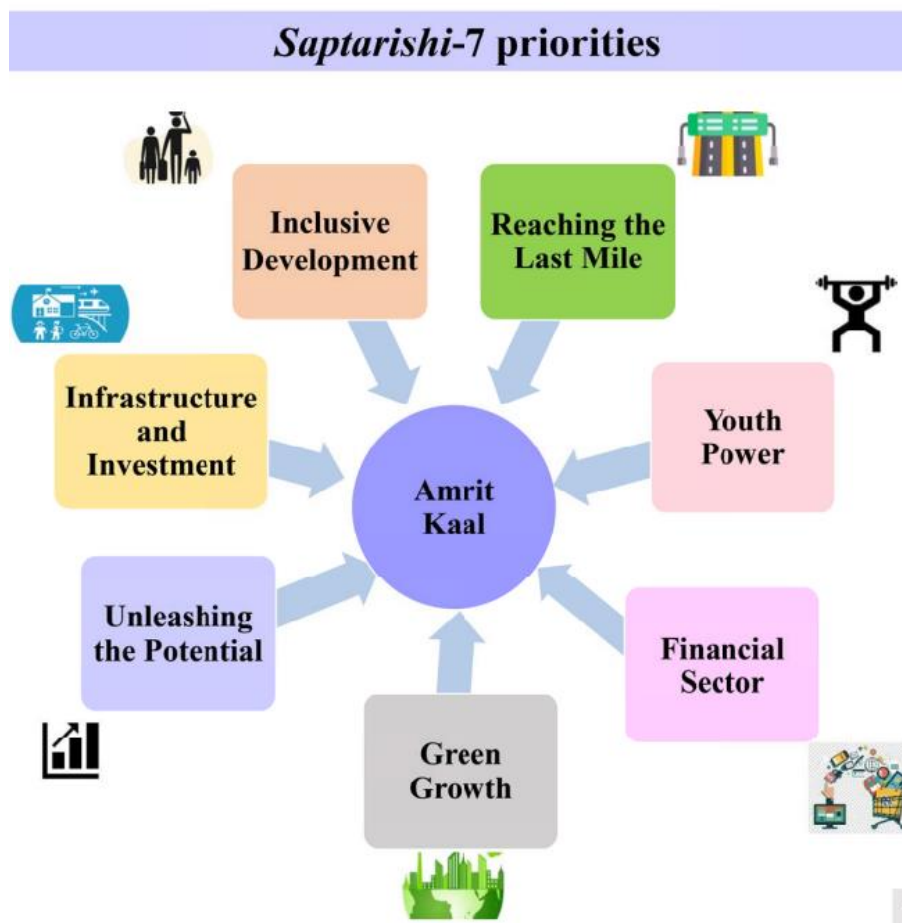 Saptarishi-7 priorities
Inclusive
Development
Reaching the
Last Mile
Infrastructure
and
Investment
Youth
Power
Amrit
Kaal
Unleashing
the Potential
Financial
Sector
Green
Growth